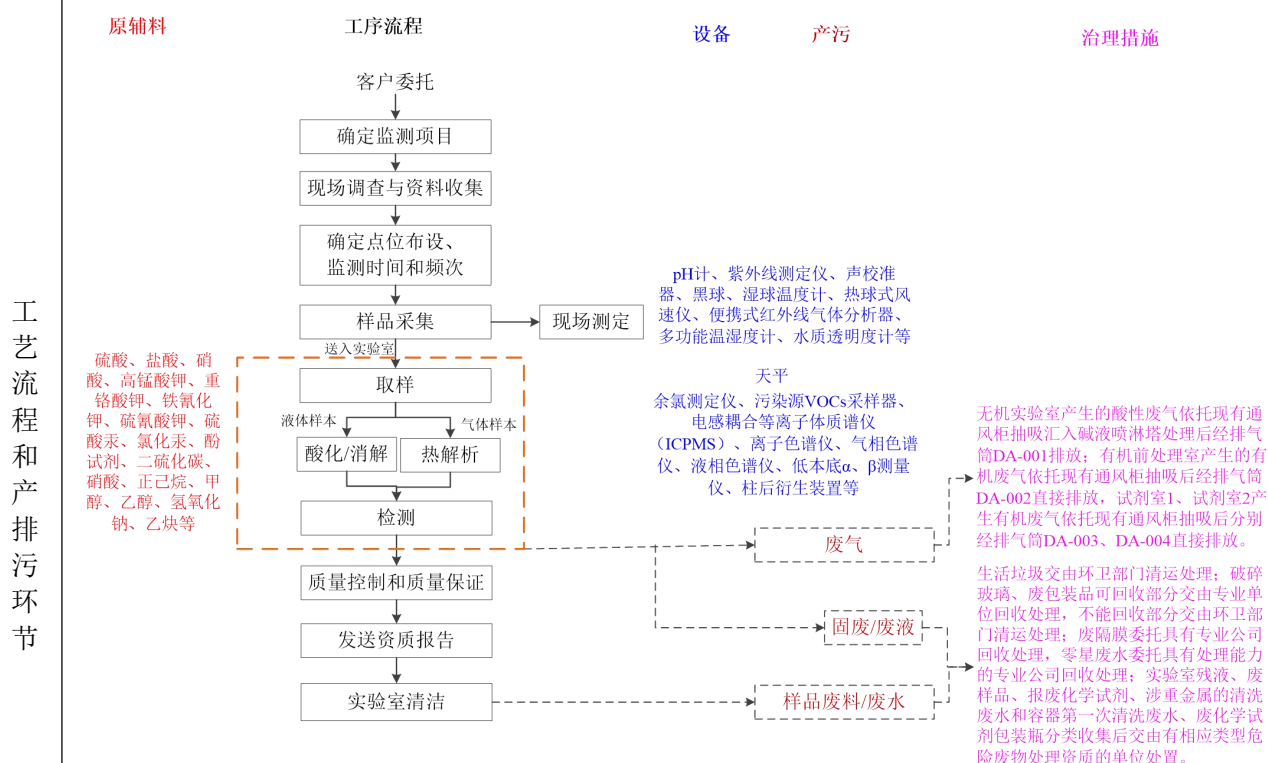 工艺流程和产排污环节
原辅料
工序流程
设备
产污
治理措施
客户委托
确定监测项目
现场调查与资料收集
确定点位布设、
监测时间和频次
样品采集
现场测定
送入实验室
取样
液体样本
气体样本
酸化/消解
热解析
检测
质量控制和质量保证
发送资质报告
实验室清洁
硫酸、盐酸、硝
酸、高锰酸钾、重
铬酸钾、铁氰化
钾、硫氰酸钾、硫
酸汞、氯化汞、酚
试剂、二硫化碳、
硝酸、正己烷、甲
醇、乙醇、氢氧化
钠、乙炔等
pH计、紫外线测定仪、声校准
器、黑球、湿球温度计、热球式风
速仪、便携式红外线气体分析器、
多功能温湿度计、水质透明度计等
天平
余氯测定仪、污染源VOCs采样器、
电感耦合等离子体质谱仪
（ICPMS）、离子色谱仪、气相色谱
仪、液相色谱仪、低本底α、β测量
仪、柱后衍生装置等
废气
固废/废液
样品废料/废水
无机实验室产生的酸性废气依托现有通
风柜抽吸汇入碱液喷淋塔处理后经排气
筒DA-001排放；有机前处理室产生的有
机废气依托现有通风柜抽吸后经排气筒
DA-002直接排放，试剂室1、试剂室2产
生有机废气依托现有通风柜抽吸后分别
经排气筒DA-003、DA-004直接排放。
生活垃圾交由环卫部门清运处理；破碎
玻璃、废包装品可回收部分交由专业单
位回收处理，不能回收部分交由环卫部
门清运处理；废隔膜委托具有专业公司
回收处理，零星废水委托具有处理能力
的专业公司回收处理；实验室残液、废
样品、报废化学试剂、涉重金属的清洗
废水和容器第一次清洗废水、废化学试
剂包装瓶分类收集后交由有相应类型危
险废物处理资质的单位处置。